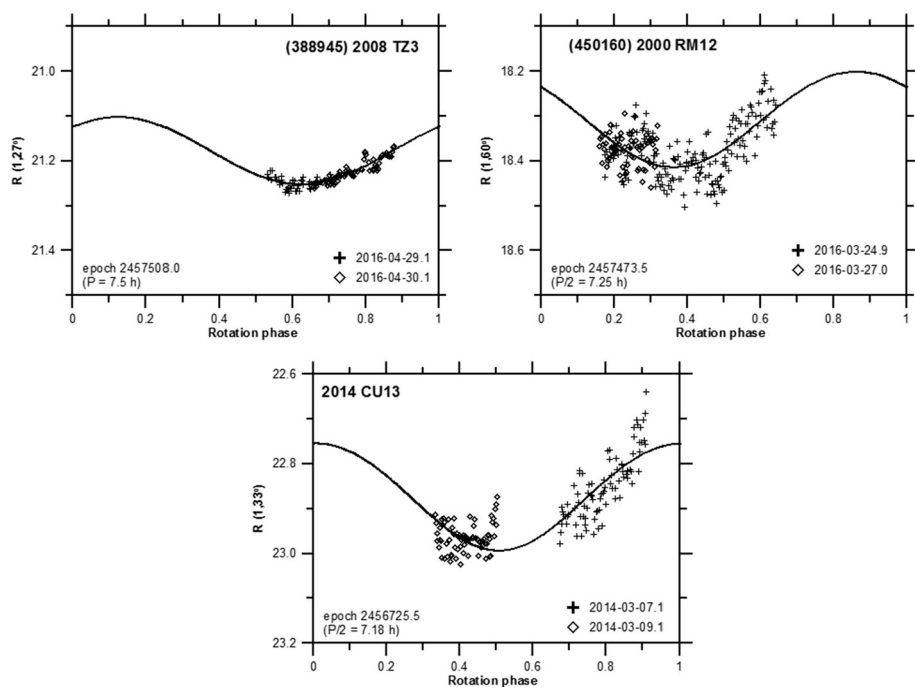 (388945) 2008 TZ3
21.0
21.2
21.4
R (1,27°)
epoch 2457508.0
(P = 7.5 h)
2016-04-29.1
2016-04-30.1
0 0.2 0.4 0.6 0.8 1
Rotation phase
(450160) 2000 RM12
18.2
18.4
18.6
R (1,60°)
epoch 2457473.5
(P/2 = 7.25 h)
2016-03-24.9
2016-03-27.0
0 0.2 0.4 0.6 0.8 1
Rotation phase
2014 CU13
22.6
22.8
23.0
23.2
R (1,33°)
epoch 2456725.5
(P/2 = 7.18 h)
2014-03-07.1
2014-03-09.1
0 0.2 0.4 0.6 0.8 1
Rotation phase